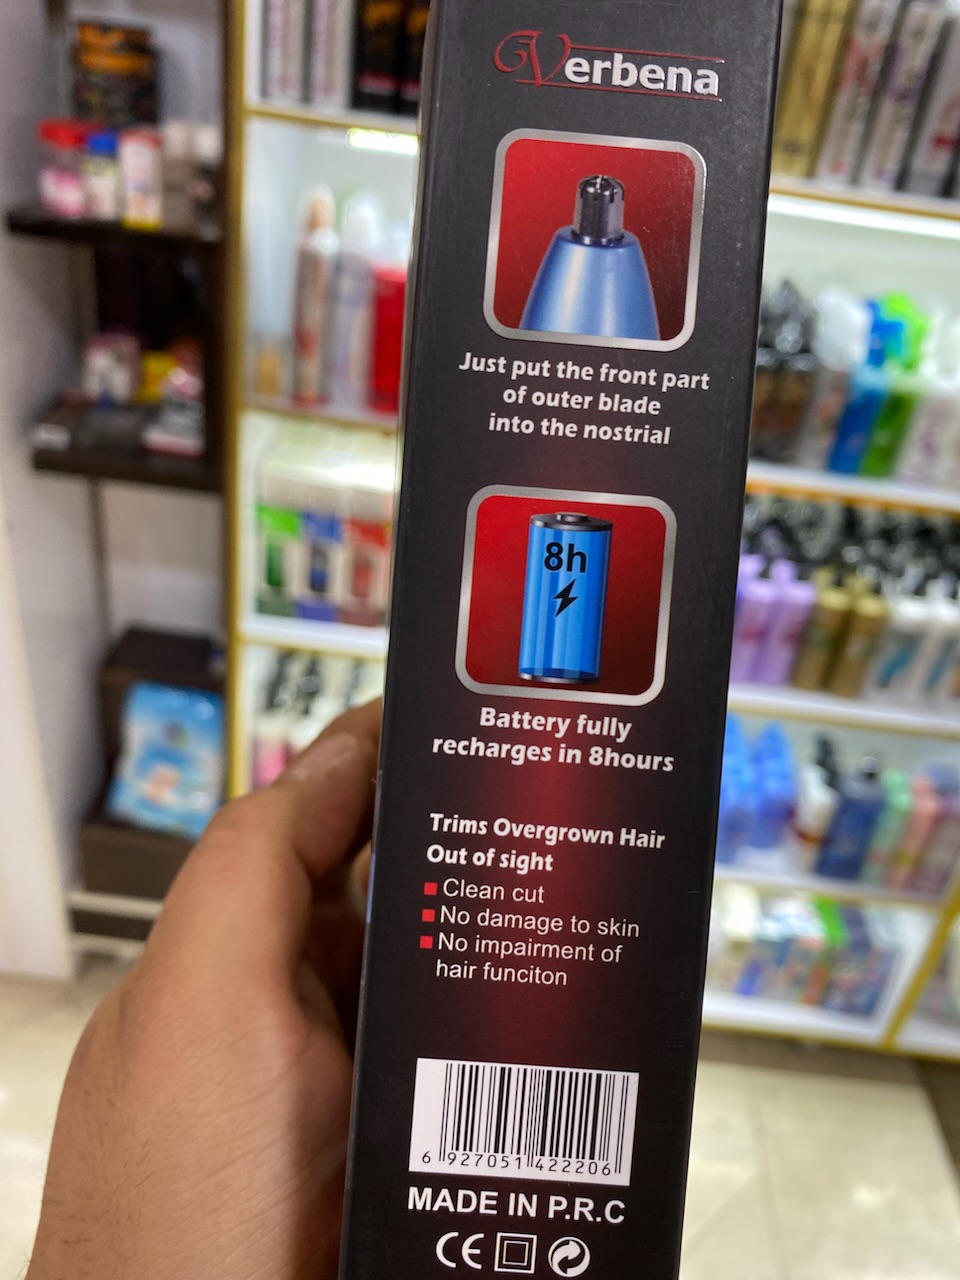 Verbena
Just put the front part
of outer blade
into the nostrial
8h
Battery fully
recharges in 8hours
Trims Overgrown Hair
Out of sight
Clean cut
No damage to skin
No impairment of
hair funciton
6 927051 422206
MADE IN P.R.C
CE